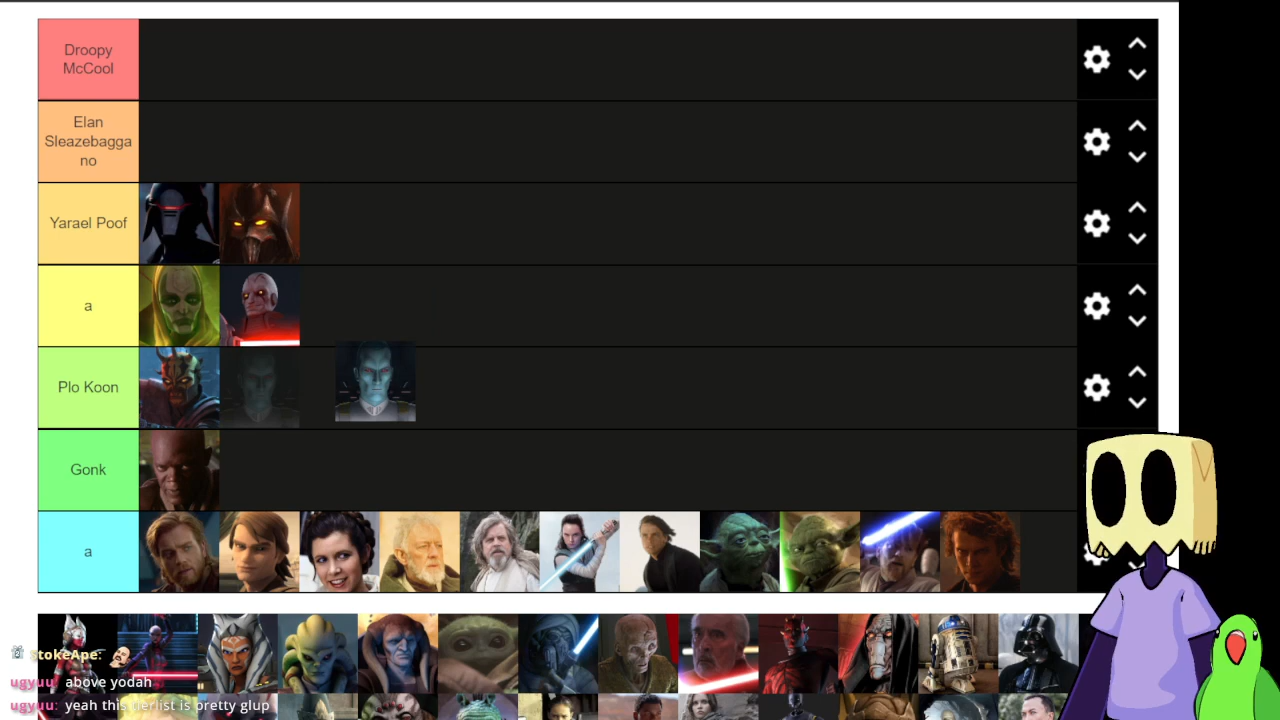 Droopy
McCool
Elan
Sleazebagga
no
Yarael Poof
a
Plo Koon
Gonk
a
stokeApe:
ugyuu: above yodah
ugyuu: yeah this tierlist is pretty glup